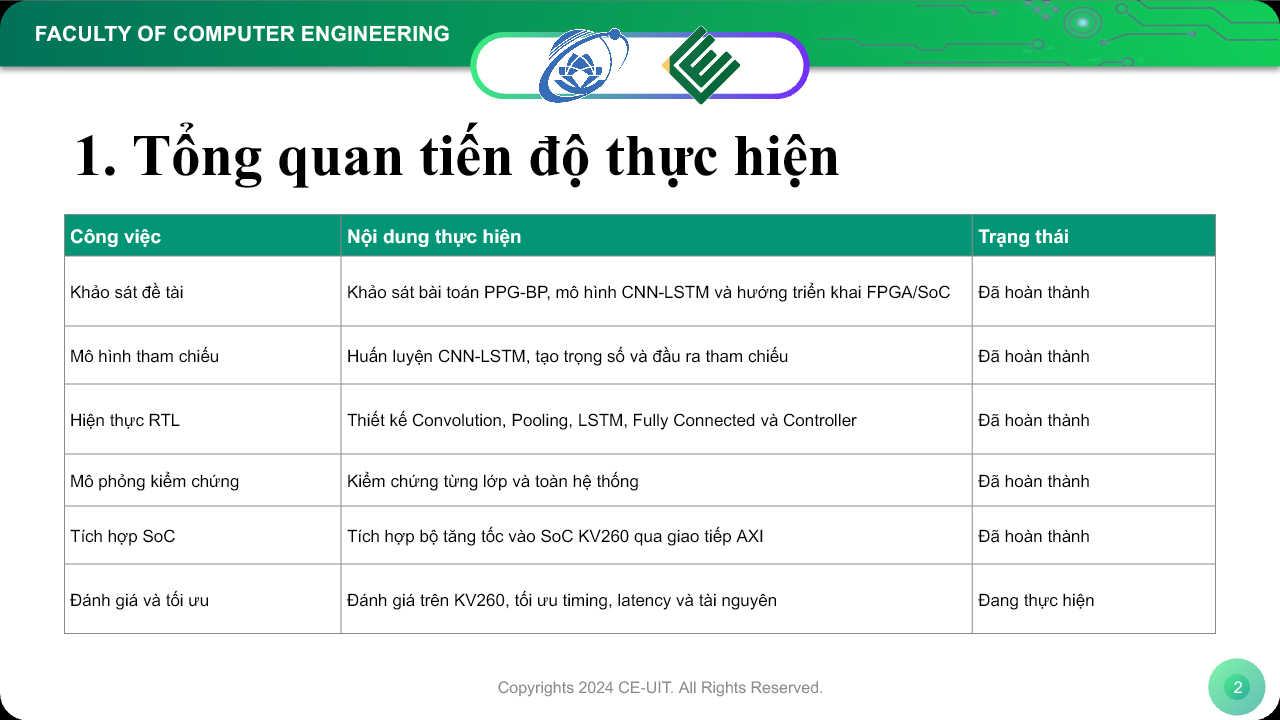 FACULTY OF COMPUTER ENGINEERING
1. Tổng quan tiến độ thực hiện
Công việc Nội dung thực hiện Trạng thái
Khảo sát đề tài Khảo sát bài toán PPG-BP, mô hình CNN-LSTM và hướng triển khai FPGA/SoC Đã hoàn thành
Mô hình tham chiếu Huấn luyện CNN-LSTM, tạo trọng số và đầu ra tham chiếu Đã hoàn thành
Hiện thực RTL Thiết kế Convolution, Pooling, LSTM, Fully Connected và Controller Đã hoàn thành
Mô phỏng kiểm chứng Kiểm chứng từng lớp và toàn hệ thống Đã hoàn thành
Tích hợp SoC Tích hợp bộ tăng tốc vào SoC KV260 qua giao tiếp AXI Đã hoàn thành
Đánh giá và tối ưu Đánh giá trên KV260, tối ưu timing, latency và tài nguyên Đang thực hiện
Copyrights 2024 CE-UIT. All Rights Reserved.
2